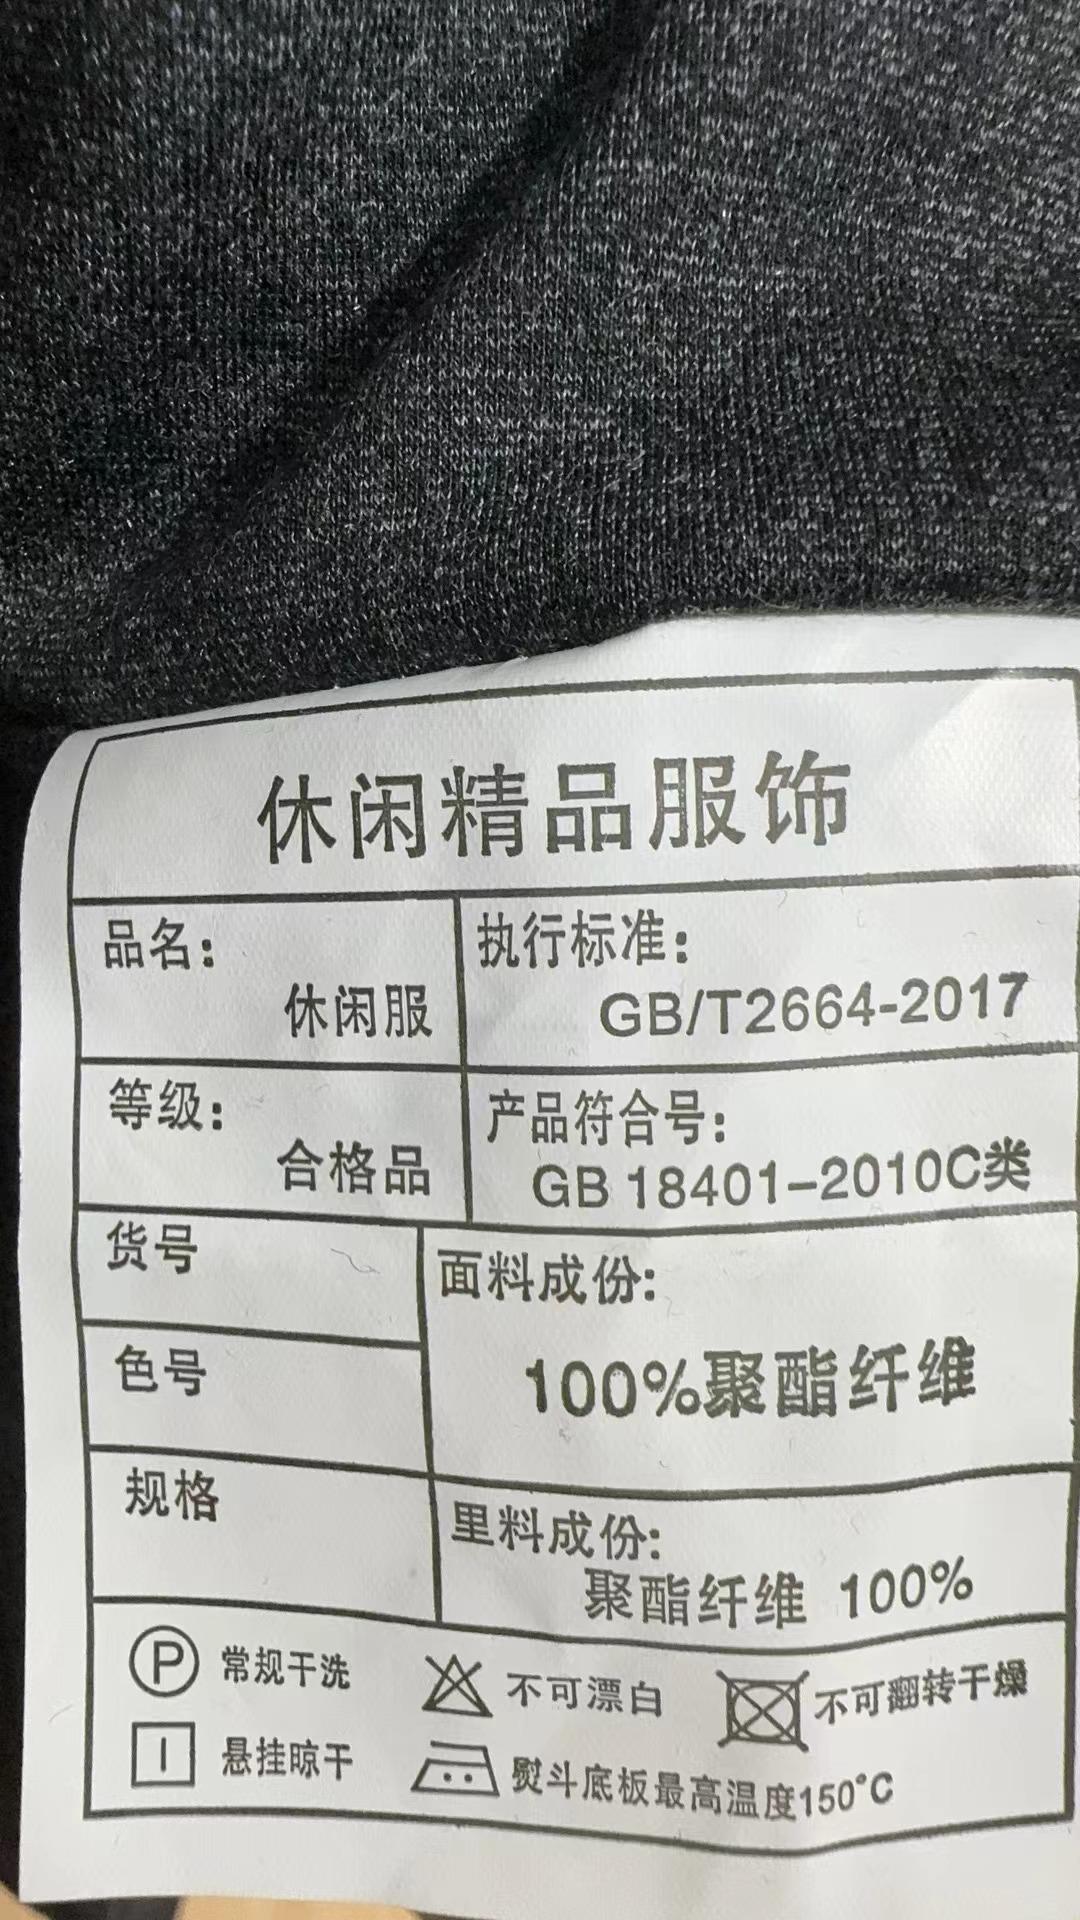 休闲精品服饰
品名：
休闲服
执行标准：
GB/T2664-2017
等级：
合格品
产品符合号：
GB 18401-2010C类
货号
色号
规格
面料成份：
100%聚酯纤维
里料成份：
聚酯纤维 100%
P 常规干洗
不可漂白
不可翻转干燥
悬挂晾干
熨斗底板最高温度150°C